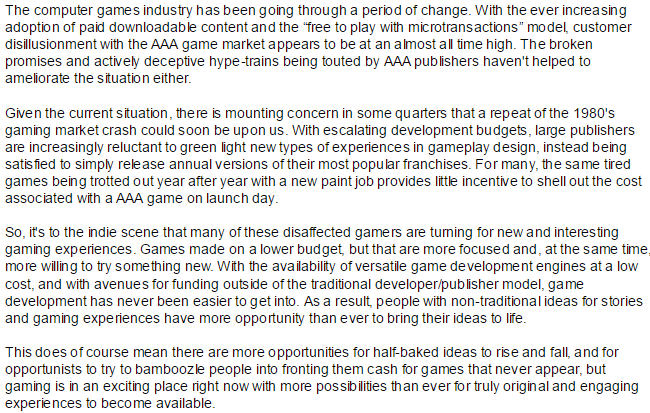 The computer games industry has been going through a period of change. With the ever increasing
adoption of paid downloadable content and the “free to play with microtransactions” model, customer
disillusionment with the AAA game market appears to be at an almost all time high. The broken
promises and actively deceptive hype-trains being touted by AAA publishers haven't helped to
ameliorate the situation either.

Given the current situation, there is mounting concern in some quarters that a repeat of the 1980's
gaming market crash could soon be upon us. With escalating development budgets, large publishers
are increasingly reluctant to green light new types of experiences in gameplay design, instead being
satisfied to simply release annual versions of their most popular franchises. For many, the same tired
games being trotted out year after year with a new paint job provides little incentive to shell out the cost
associated with a AAA game on launch day.

So, it's to the indie scene that many of these disaffected gamers are turning for new and interesting
gaming experiences. Games made on a lower budget, but that are more focused and, at the same time,
more willing to try something new. With the availability of versatile game development engines at a low
cost, and with avenues for funding outside of the traditional developer/publisher model, game
development has never been easier to get into. As a result, people with non-traditional ideas for stories
and gaming experiences have more opportunity than ever to bring their ideas to life.

This does of course mean there are more opportunities for half-baked ideas to rise and fall, and for
opportunists to try to bamboozle people into fronting them cash for games that never appear, but
gaming is in an exciting place right now with more possibilities than ever for truly original and engaging
experiences to become available.